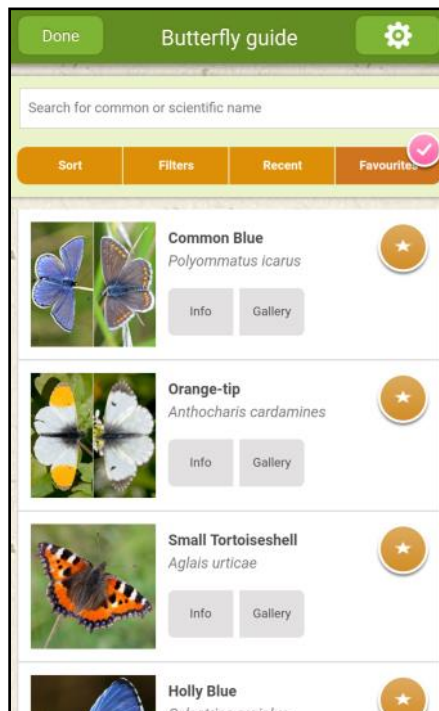 Done Butterfly guide
Search for common or scientific name
Sort Filters Recent Favourites
Common Blue
Polyommatus icarus
Info Gallery
Orange-tip
Anthocharis cardamines
Info Gallery
Small Tortoiseshell
Aglais urticae
Info Gallery
Holly Blue